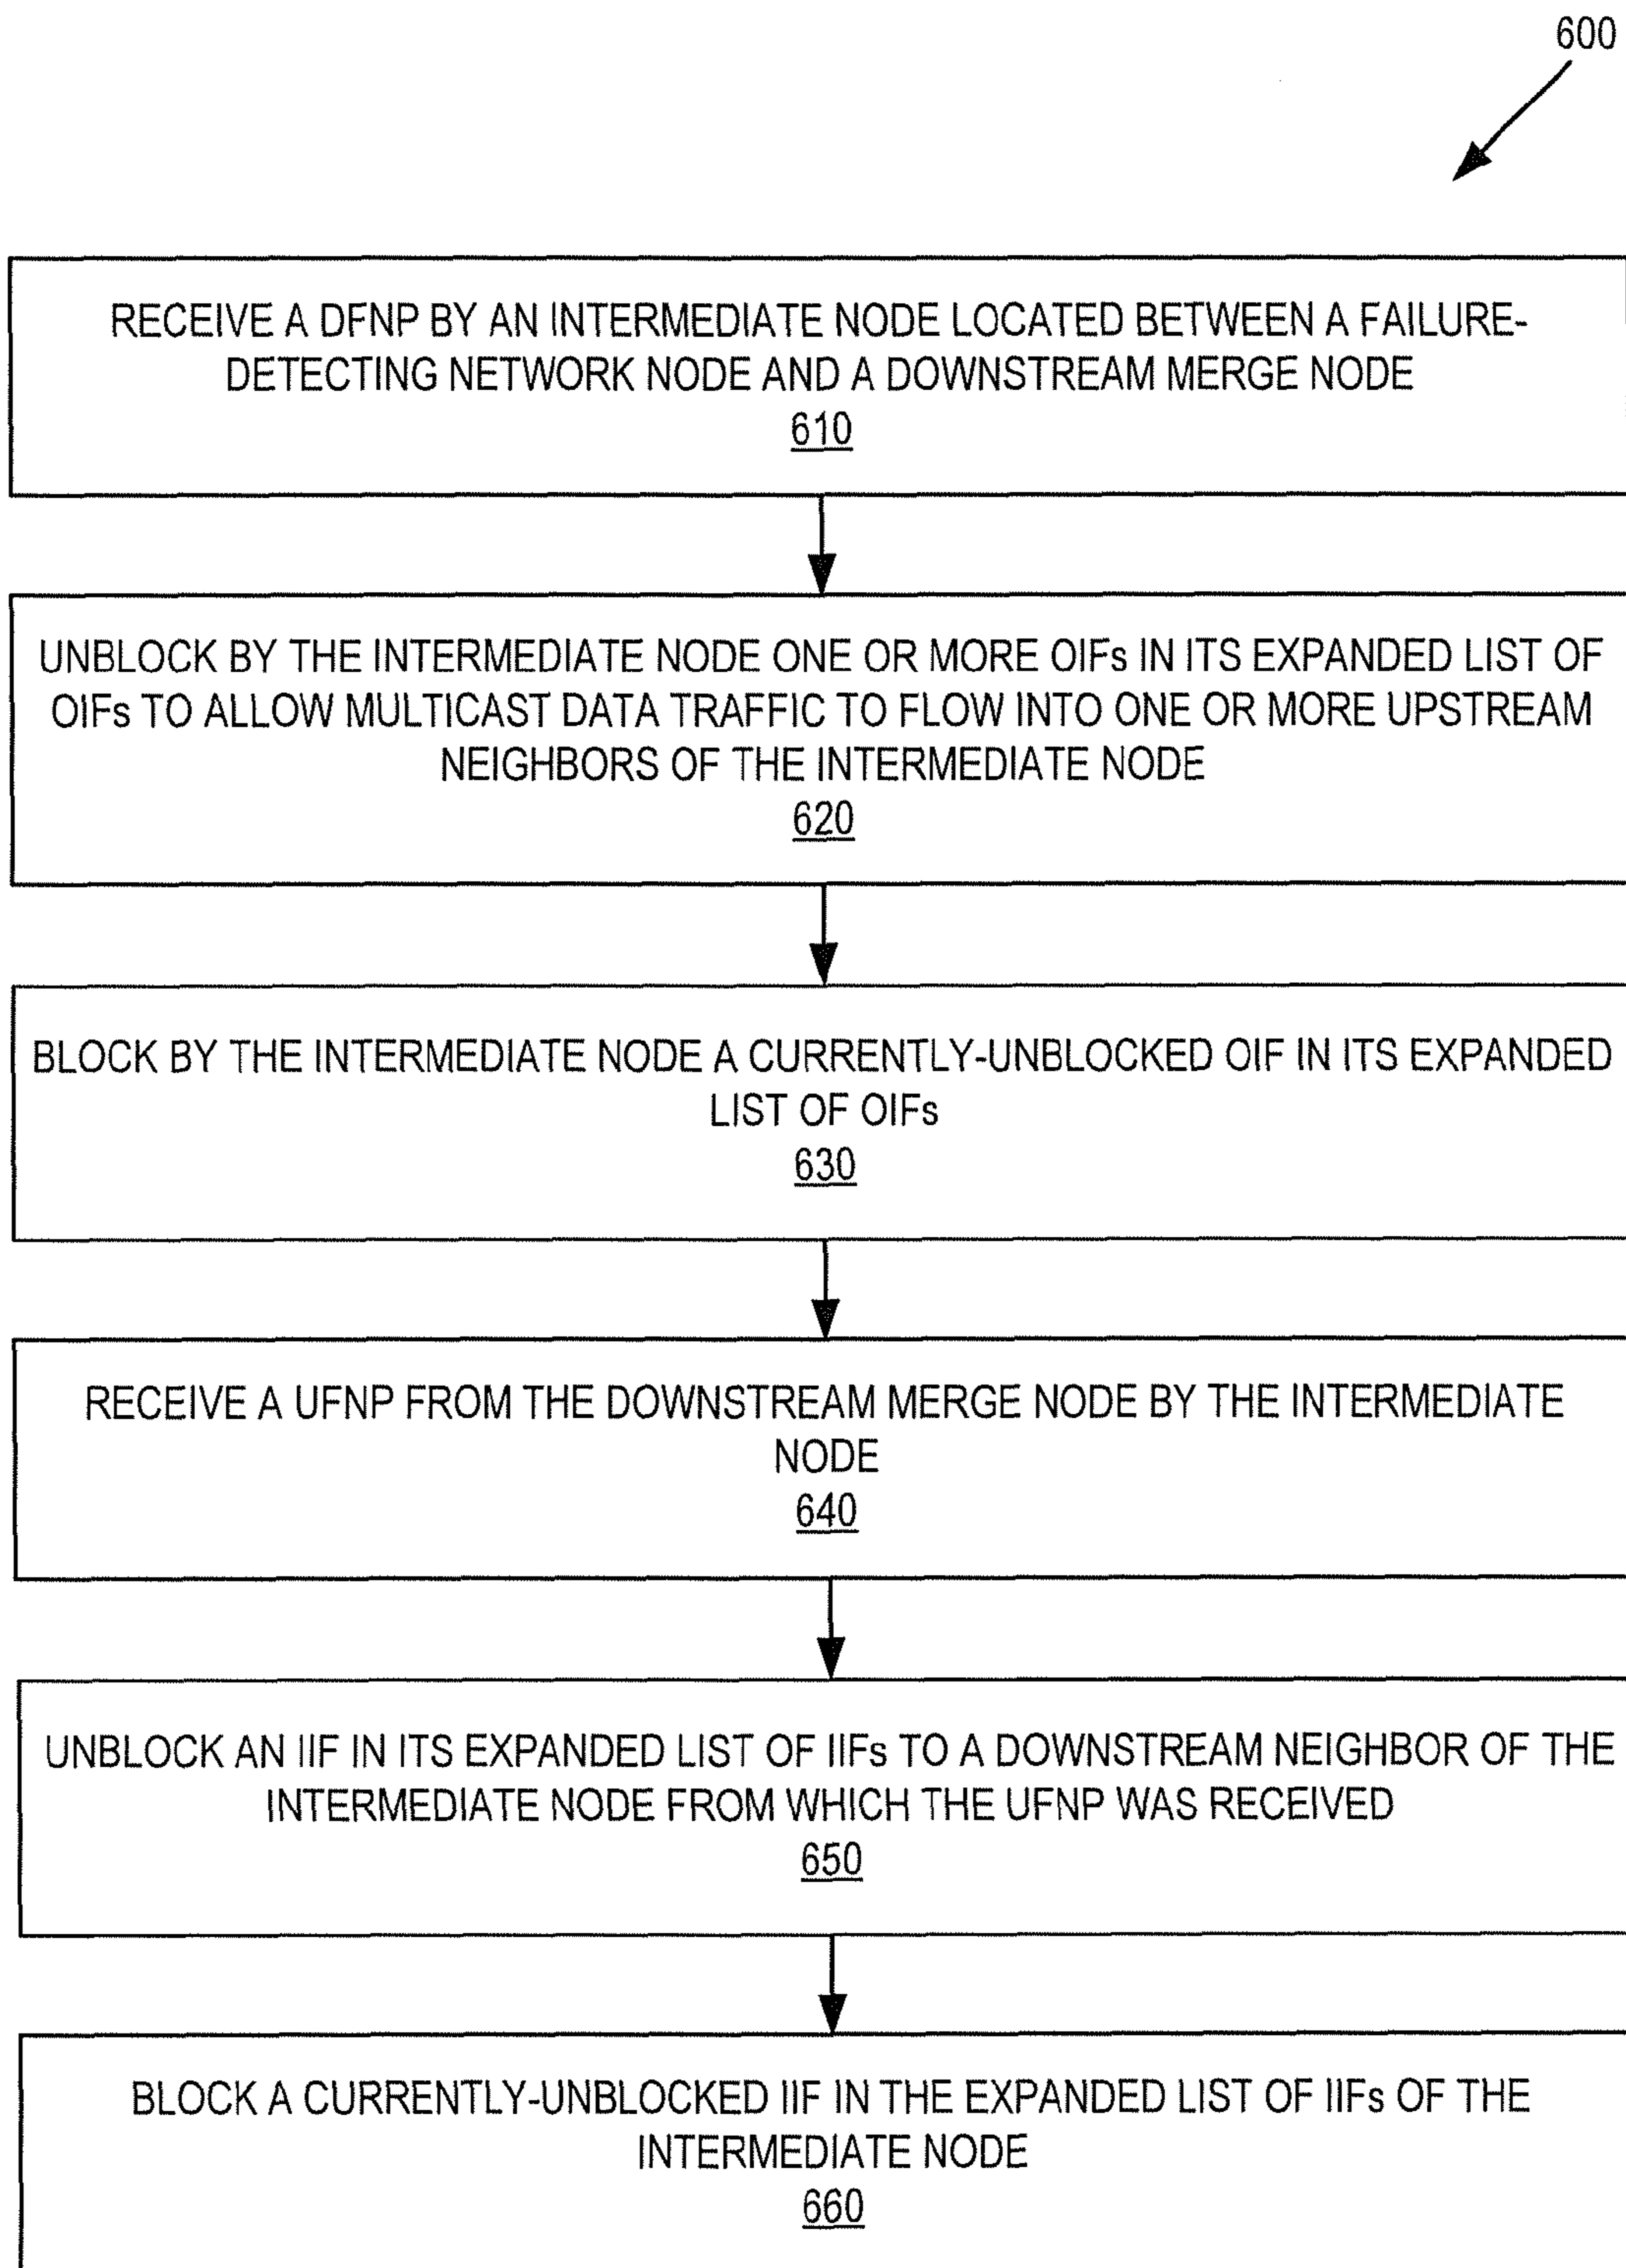 600
RECEIVE A DFNP BY AN INTERMEDIATE NODE LOCATED BETWEEN A FAILURE-
DETECTING NETWORK NODE AND A DOWNSTREAM MERGE NODE
610
UNBLOCK BY THE INTERMEDIATE NODE ONE OR MORE OIFs IN ITS EXPANDED LIST OF
OIFs TO ALLOW MULTICAST DATA TRAFFIC TO FLOW INTO ONE OR MORE UPSTREAM
NEIGHBORS OF THE INTERMEDIATE NODE
620
BLOCK BY THE INTERMEDIATE NODE A CURRENTLY-UNBLOCKED OIF IN ITS EXPANDED
LIST OF OIFs
630
RECEIVE A UFNP FROM THE DOWNSTREAM MERGE NODE BY THE INTERMEDIATE
NODE
640
UNBLOCK AN IIF IN ITS EXPANDED LIST OF IIFs TO A DOWNSTREAM NEIGHBOR OF THE
INTERMEDIATE NODE FROM WHICH THE UFNP WAS RECEIVED
650
BLOCK A CURRENTLY-UNBLOCKED IIF IN THE EXPANDED LIST OF IIFs OF THE
INTERMEDIATE NODE
660